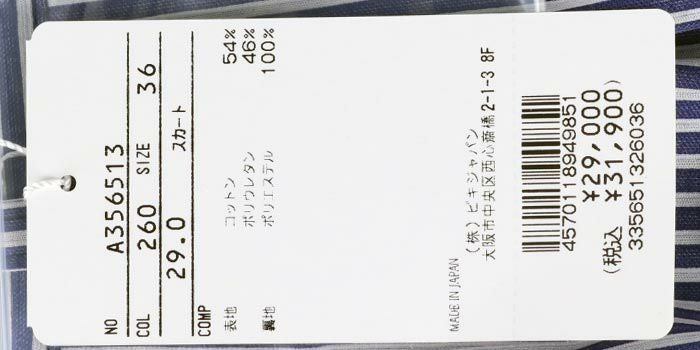 NO A356513
COL 260 SIZE 36
29.0 スカート
COMP
表地 コットン 54%
ポリウレタン 46%
裏地 ポリエステル 100%
MADE IN JAPAN
(株)ビキジャパン
大阪市中央区西心斎橋2-1-3 8F
4570118949851
¥29,000
(税込 ¥31,900)
335651326036